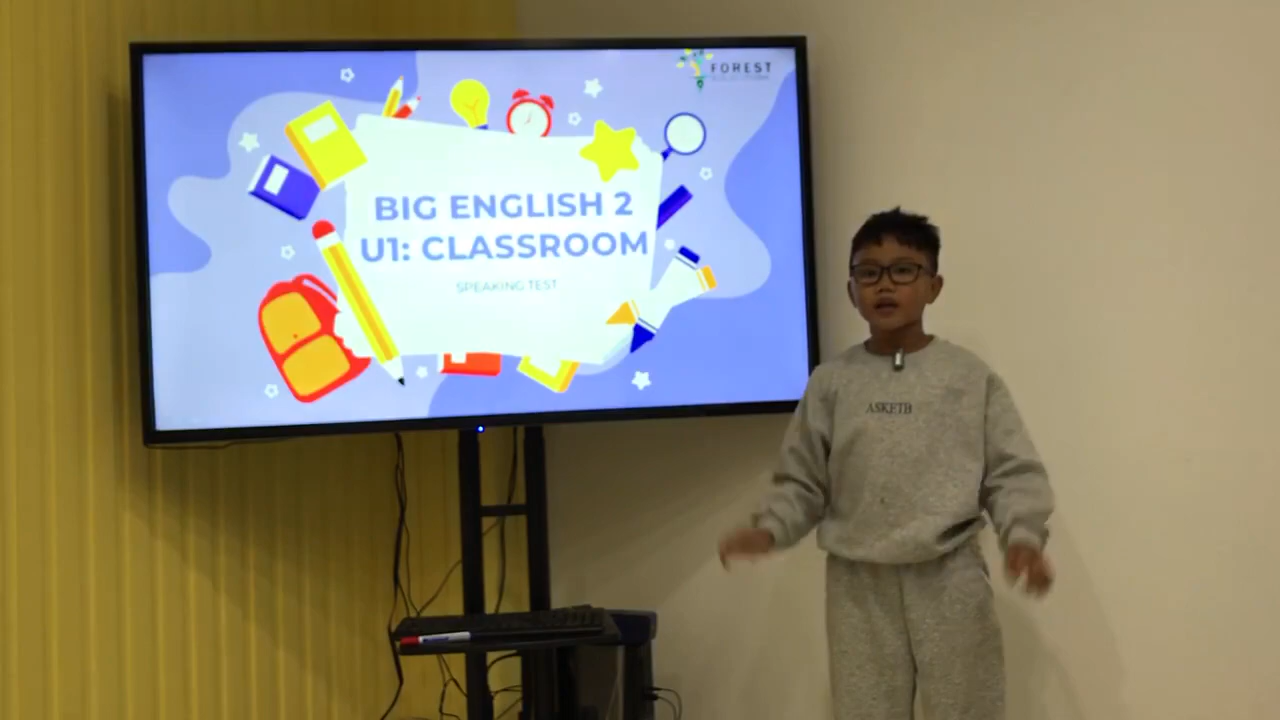 FOREST
BIG ENGLISH 2
U1: CLASSROOM
SPEAKING TEST
ASKETB